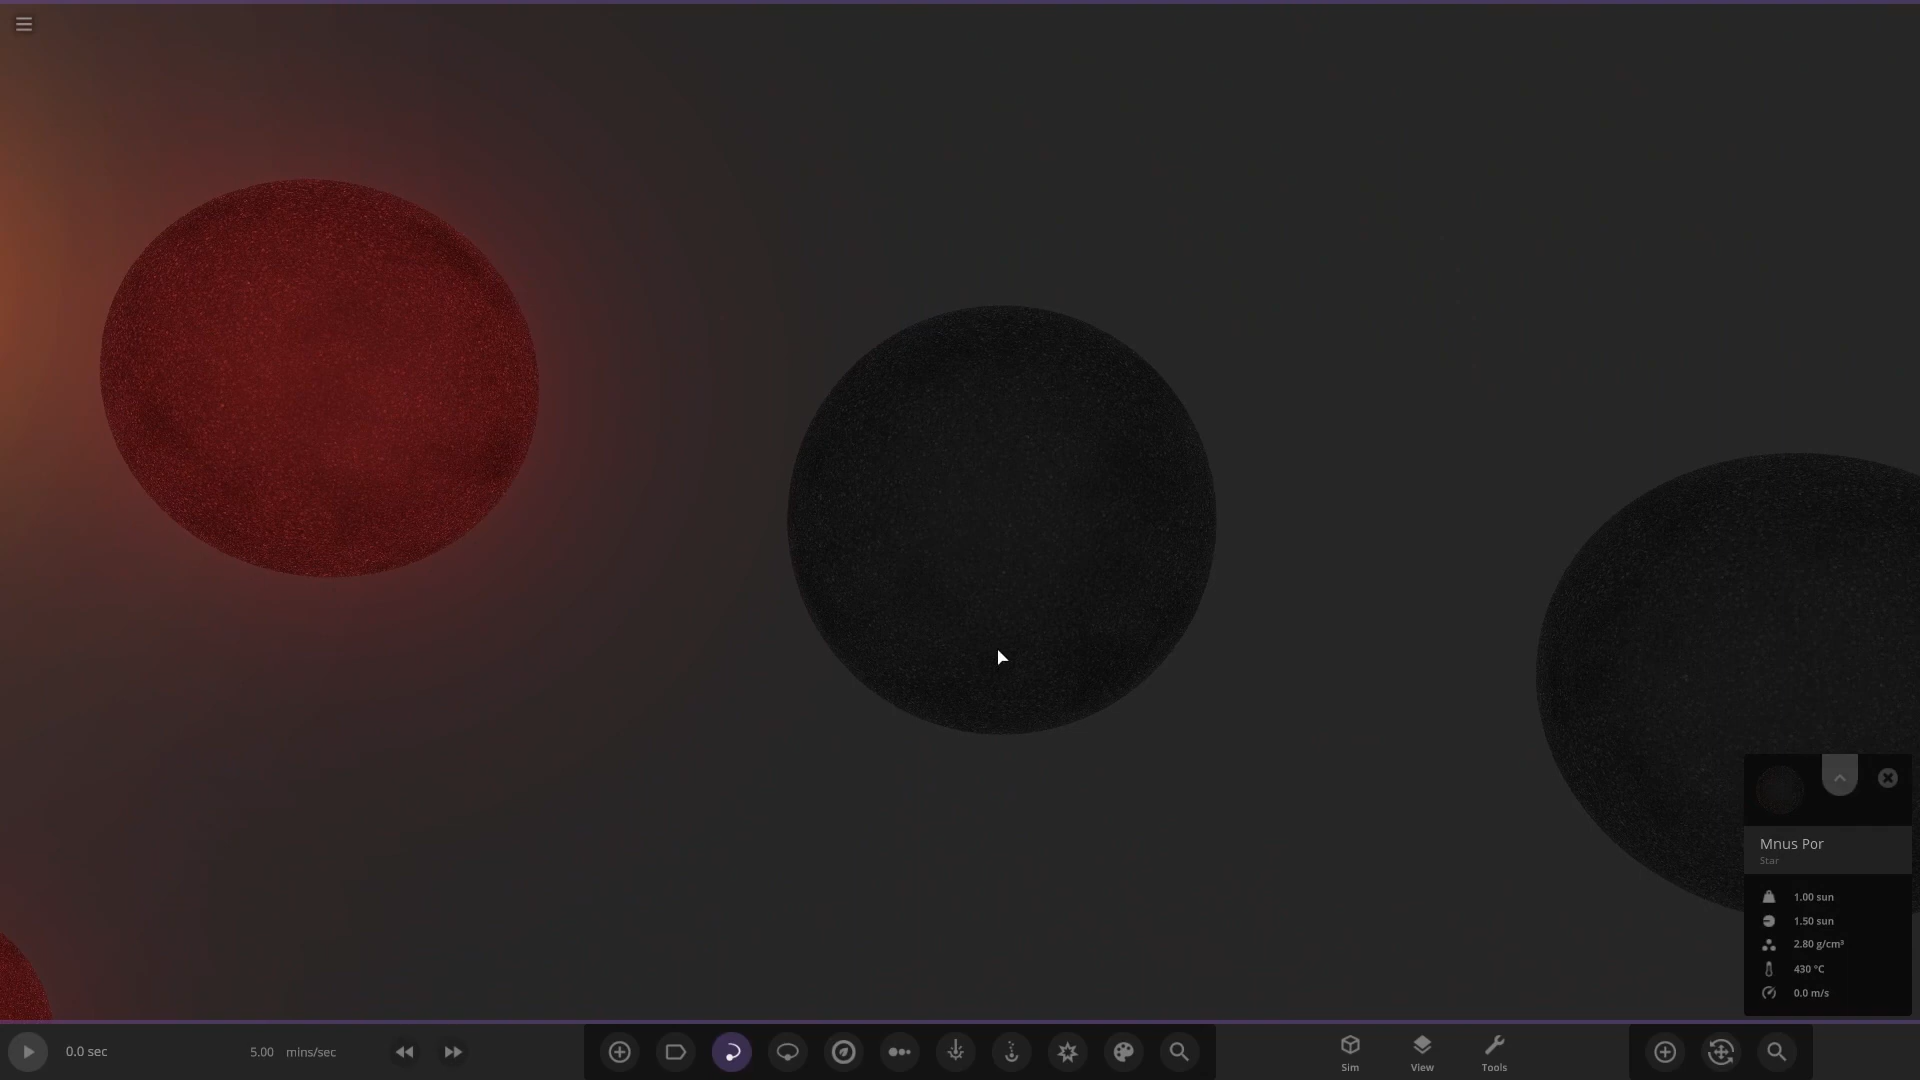 Mnus Por
Star
1.00 sun
1.50 sun
2.80 g/cm³
430 °C
0.0 m/s
0.0 sec
5.00 mins/sec
Sim
View
Tools